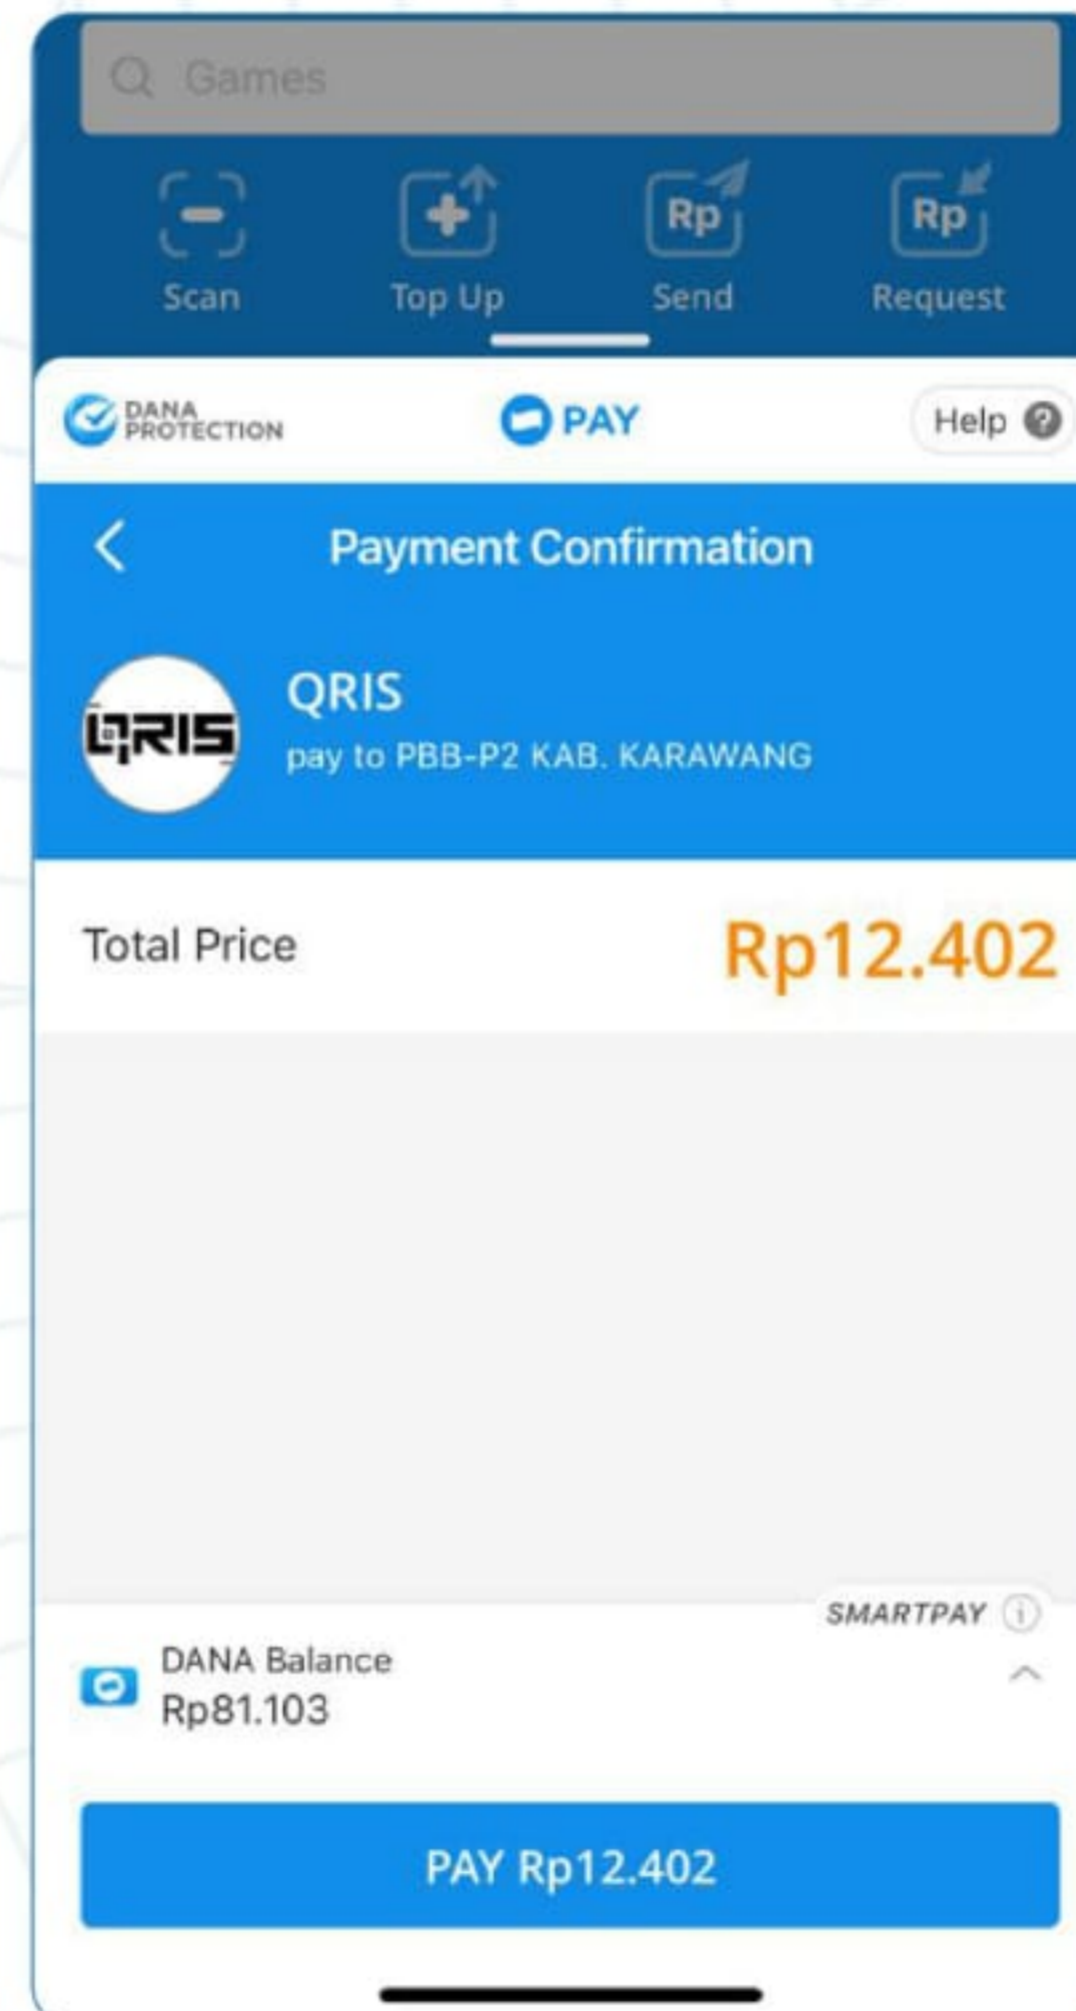 Games
Scan
Top Up
Rp
Send
Rp
Request
DANA
PROTECTION
PAY
Help ?
Payment Confirmation
QRIS
QRIS
pay to PBB-P2 KAB. KARAWANG
Total Price
Rp12.402
SMARTPAY i
DANA Balance
Rp81.103
PAY Rp12.402